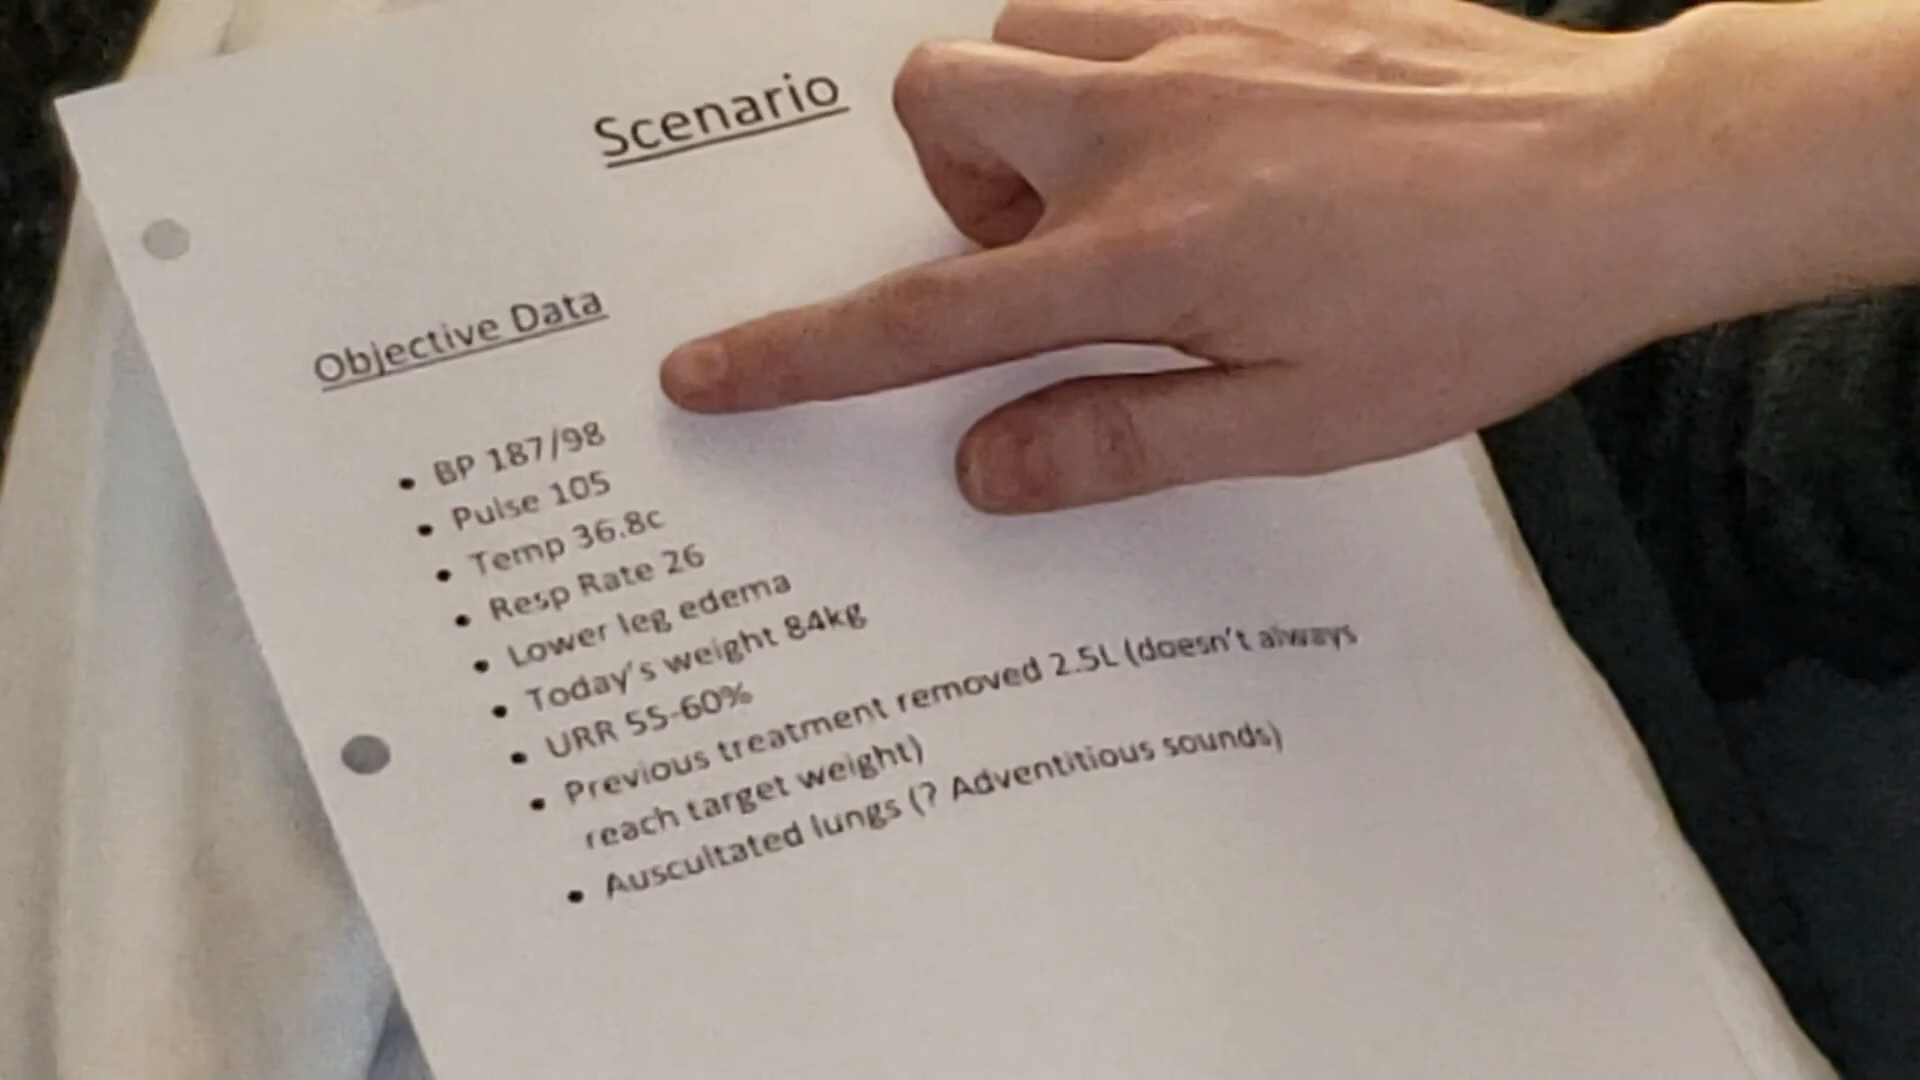 Scenario
Objective Data
• BP 187/98
• Pulse 105
• Temp 36.8c
• Resp Rate 26
• Lower leg edema
• Today's weight 84kg
• URR 55-60%
• Previous treatment removed 2.5L (doesn't always
reach target weight)
• Auscultated lungs (? Adventitious sounds)